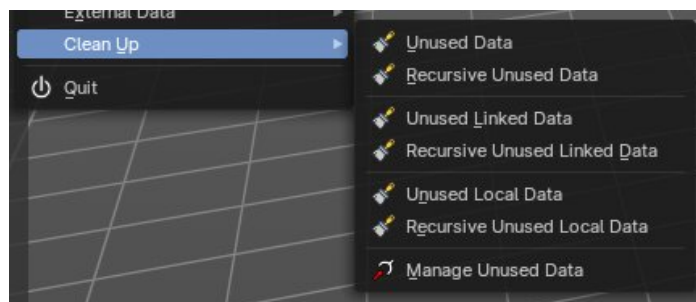 External Data
Clean Up
Quit
Unused Data
Recursive Unused Data
Unused Linked Data
Recursive Unused Linked Data
Unused Local Data
Recursive Unused Local Data
Manage Unused Data